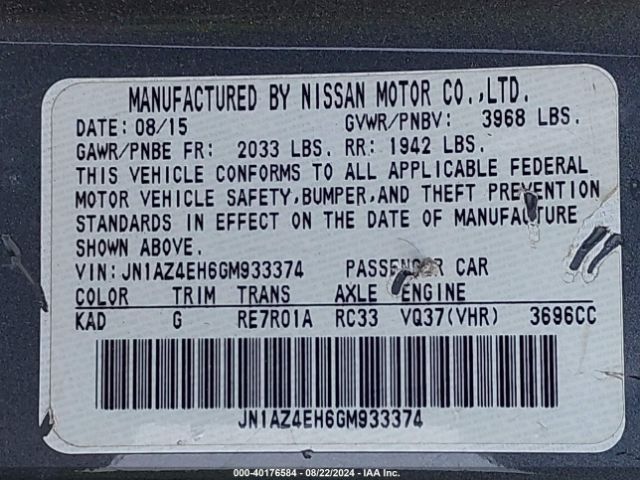 MANUFACTURED BY NISSAN MOTOR CO.,LTD.
DATE: 08/15 GVWR/PNBV: 3968 LBS.
GAWR/PNBE FR: 2033 LBS. RR: 1942 LBS.
THIS VEHICLE CONFORMS TO ALL APPLICABLE FEDERAL
MOTOR VEHICLE SAFETY,BUMPER,AND THEFT PREVENTION
STANDARDS IN EFFECT ON THE DATE OF MANUFACTURE
SHOWN ABOVE.
VIN:JN1AZ4EH6GM933374 PASSENGER CAR
COLOR TRIM TRANS AXLE ENGINE
KAD G RE7R01A RC33 VQ37(VHR) 3696CC
JN1AZ4EH6GM933374
000-40176584 - 08/22/2024 - IAA Inc.